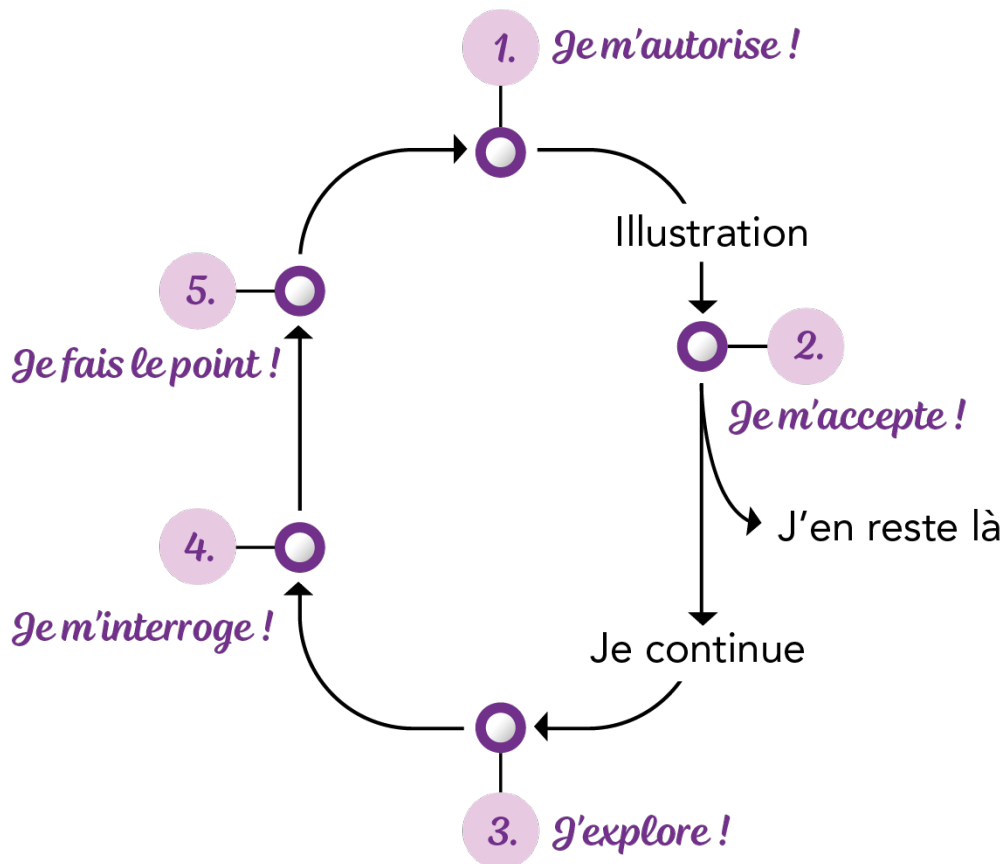 1. Je m'autorise !
Illustration
2.
Je m'accepte !
J'en reste là
Je continue
3. J'explore !
4.
Je m'interroge !
5.
Je fais le point !